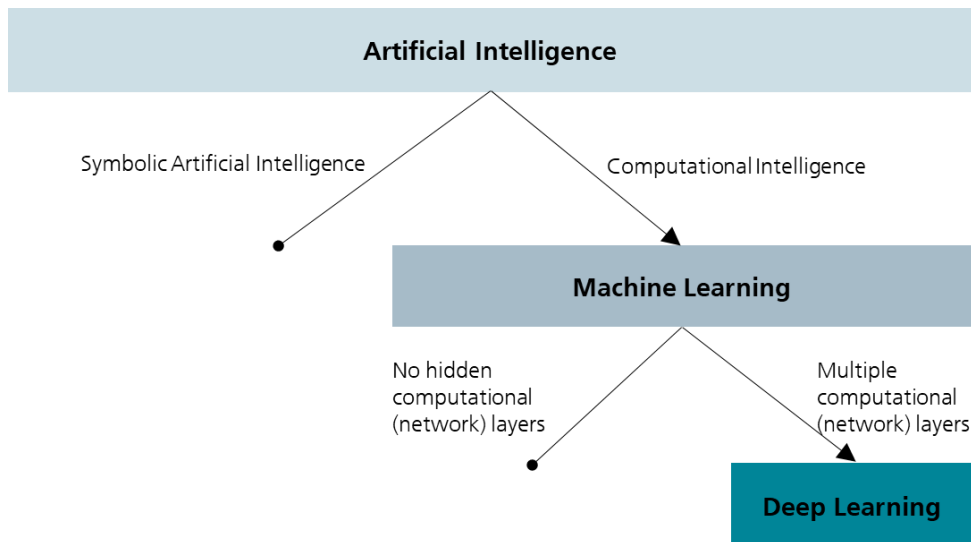 Artificial Intelligence
Symbolic Artificial Intelligence
Computational Intelligence
Machine Learning
No hidden
computational
(network) layers
Multiple
computational
(network) layers
Deep Learning